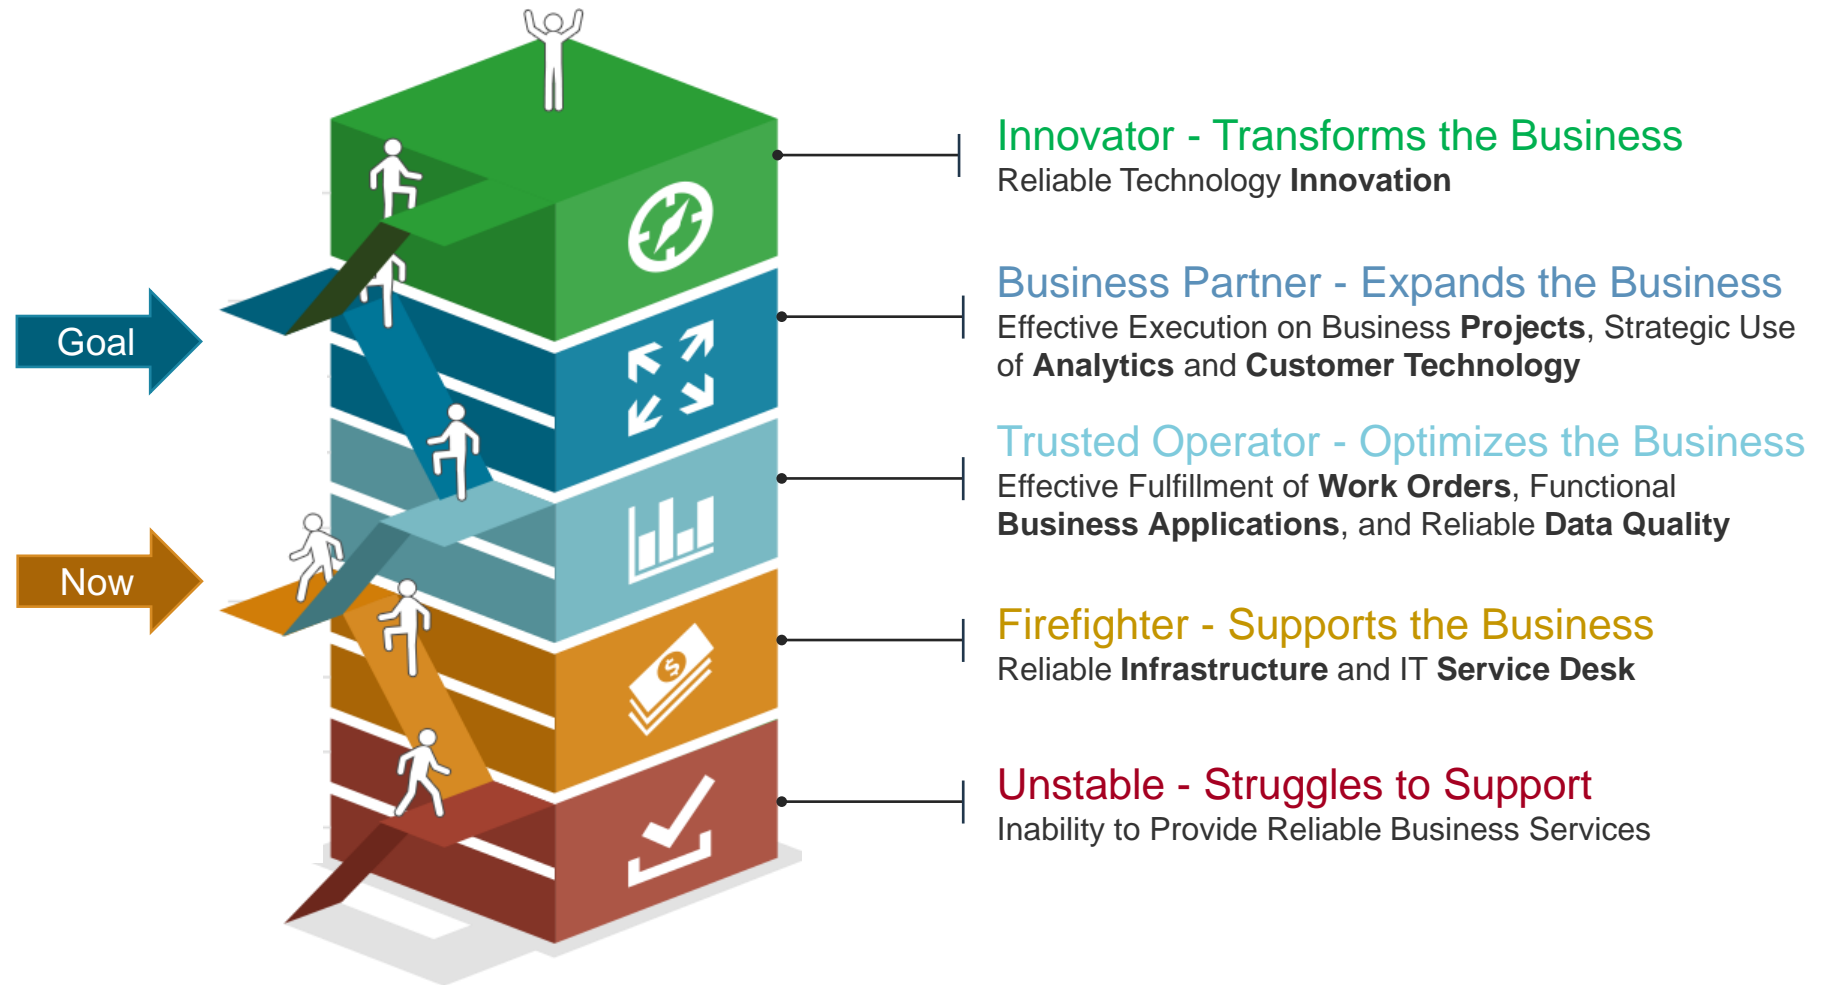 Innovator - Transforms the Business
Reliable Technology Innovation
Business Partner - Expands the Business
Effective Execution on Business Projects, Strategic Use
of Analytics and Customer Technology
Goal
Trusted Operator - Optimizes the Business
Effective Fulfillment of Work Orders, Functional
Business Applications, and Reliable Data Quality
Now
Firefighter - Supports the Business
Reliable Infrastructure and IT Service Desk
$
Unstable - Struggles to Support
Inability to Provide Reliable Business Services